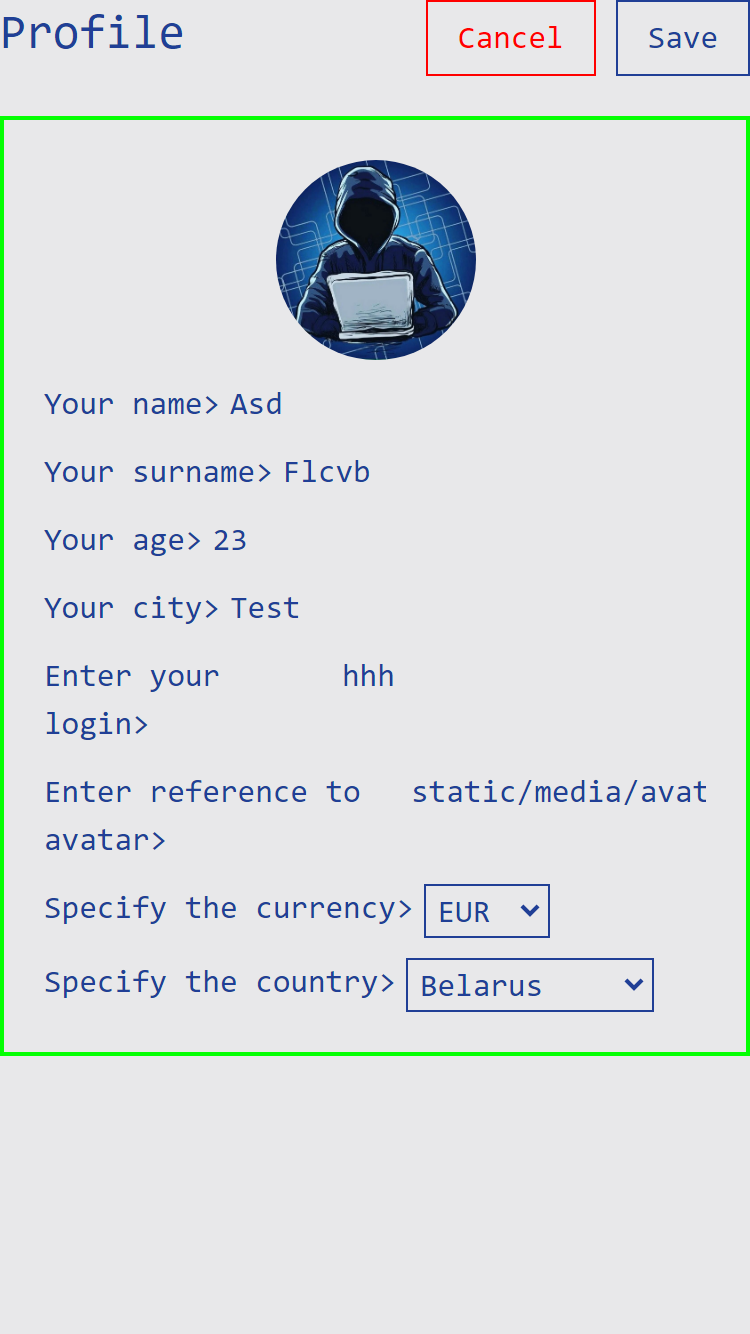 Profile Cancel Save
Your name> Asd
Your surname> Flcvb
Your age> 23
Your city> Test
Enter your login> hhh
Enter reference to avatar> static/media/avat
Specify the currency> EUR
Specify the country> Belarus